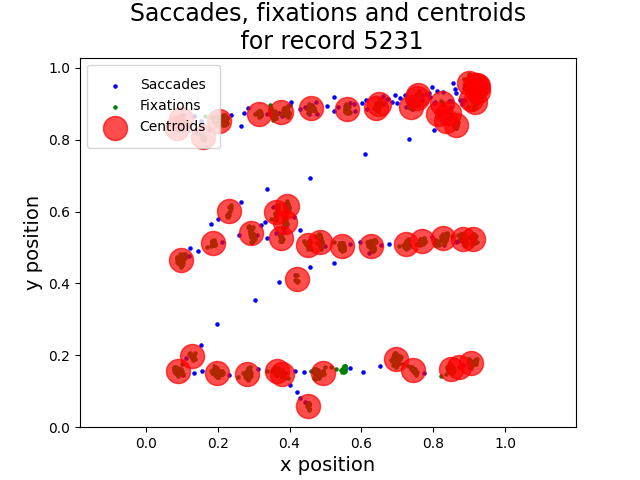 Saccades, fixations and centroids
for record 5231
Saccades
Fixations
Centroids
1.0
0.8
0.6
0.4
0.2
0.0
y position
0.0 0.2 0.4 0.6 0.8 1.0
x position